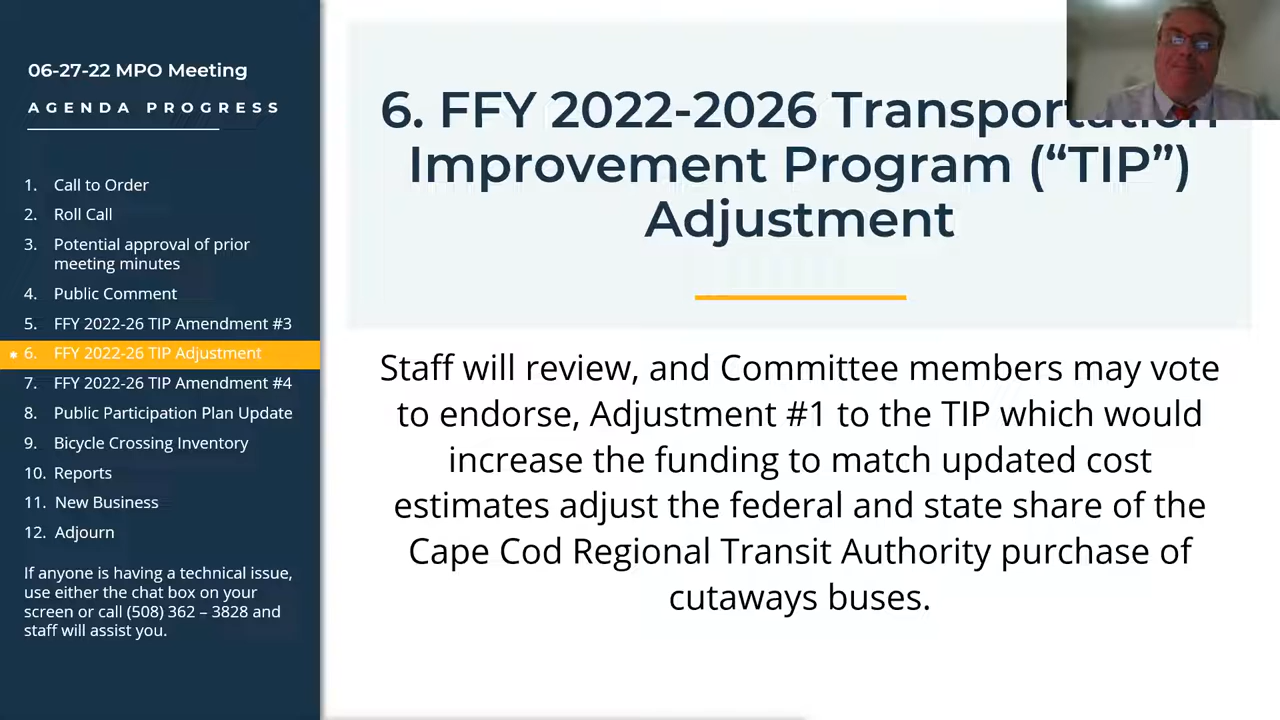 06-27-22 MPO Meeting
AGENDA PROGRESS
1. Call to Order
2. Roll Call
3. Potential approval of prior
meeting minutes
4. Public Comment
5. FFY 2022-26 TIP Amendment #3
* 6. FFY 2022-26 TIP Adjustment
7. FFY 2022-26 TIP Amendment #4
8. Public Participation Plan Update
9. Bicycle Crossing Inventory
10. Reports
11. New Business
12. Adjourn
If anyone is having a technical issue,
use either the chat box on your
screen or call (508) 362 – 3828 and
staff will assist you.
6. FFY 2022-2026 Transportation
Improvement Program (“TIP”)
Adjustment
Staff will review, and Committee members may vote
to endorse, Adjustment #1 to the TIP which would
increase the funding to match updated cost
estimates adjust the federal and state share of the
Cape Cod Regional Transit Authority purchase of
cutaways buses.